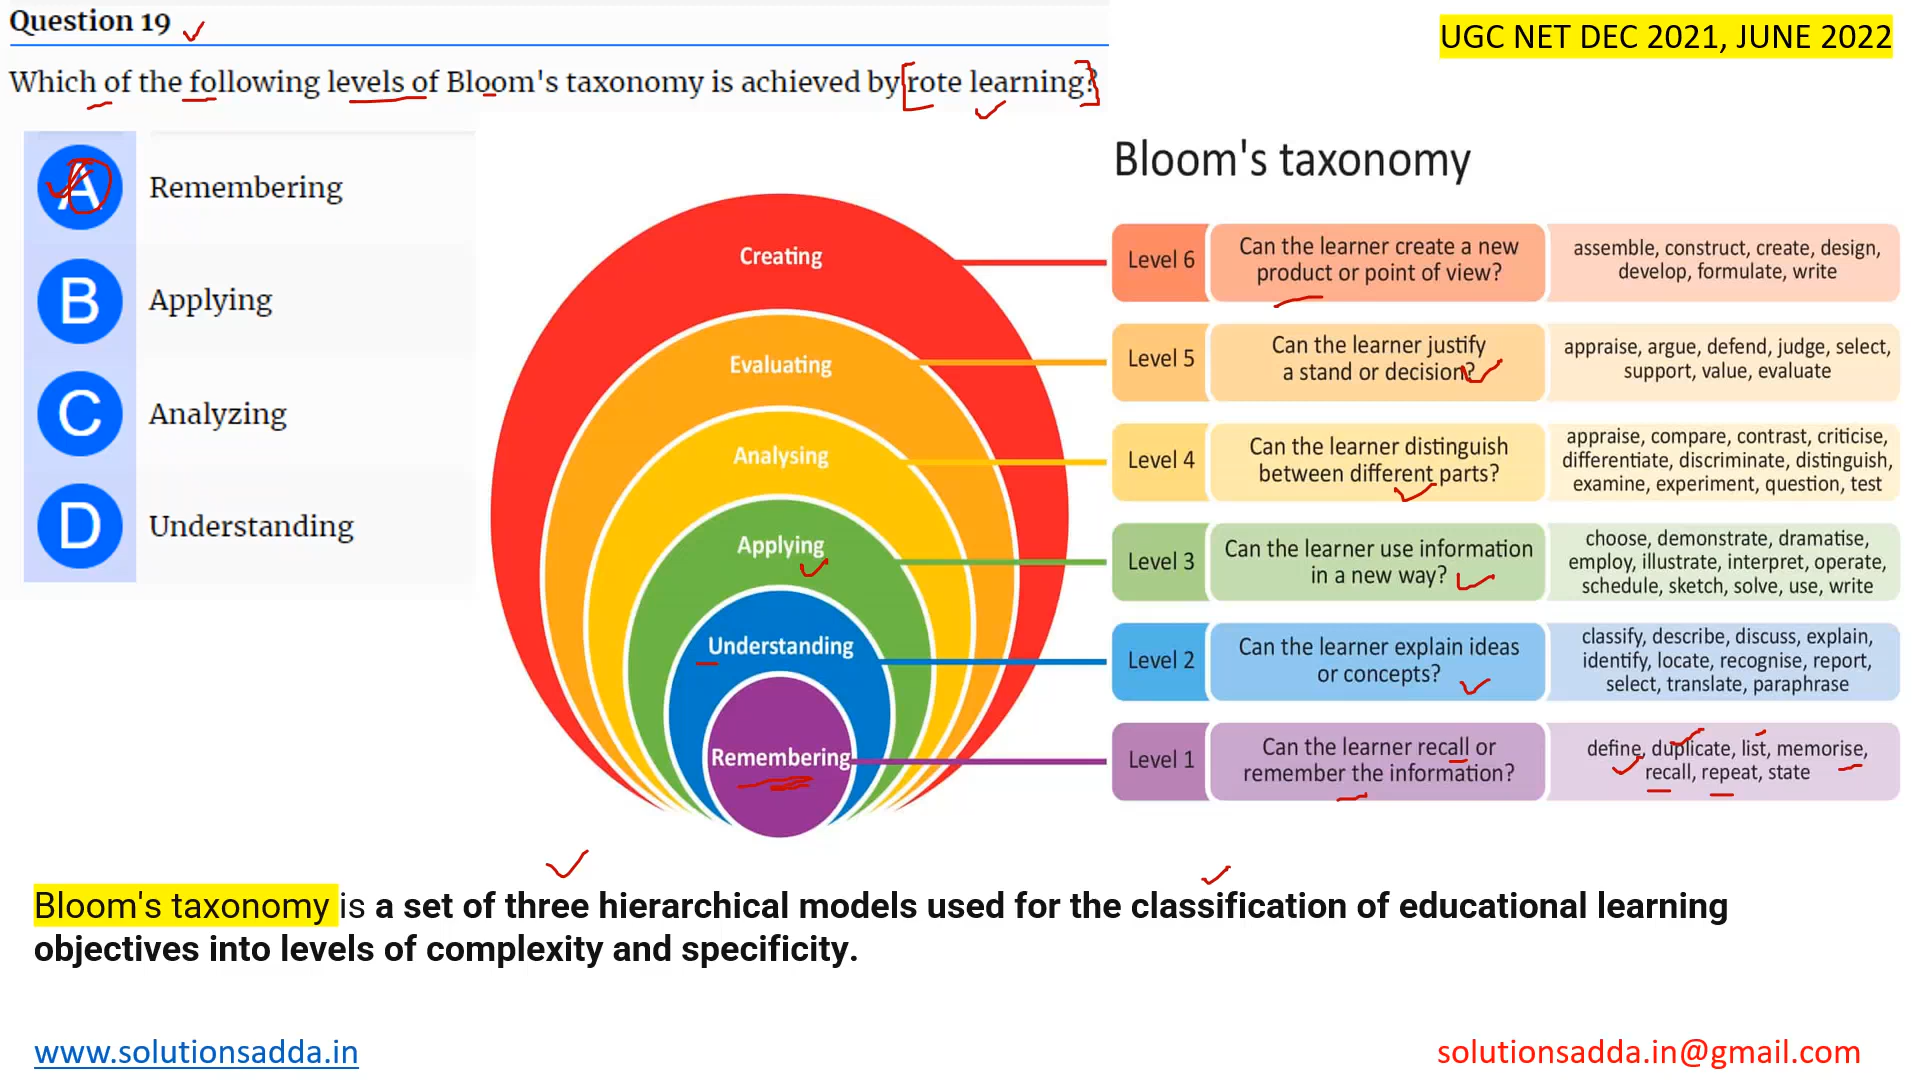 Question 19
UGC NET DEC 2021, JUNE 2022
Which of the following levels of Bloom's taxonomy is achieved by rote learning?
A Remembering
B Applying
C Analyzing
D Understanding
Creating
Evaluating
Analysing
Applying
Understanding
Remembering
Bloom's taxonomy
Level 6
Can the learner create a new
product or point of view?
assemble, construct, create, design,
develop, formulate, write
Level 5
Can the learner justify
a stand or decision?
appraise, argue, defend, judge, select,
support, value, evaluate
Level 4
Can the learner distinguish
between different parts?
appraise, compare, contrast, criticise,
differentiate, discriminate, distinguish,
examine, experiment, question, test
Level 3
Can the learner use information
in a new way?
choose, demonstrate, dramatise,
employ, illustrate, interpret, operate,
schedule, sketch, solve, use, write
Level 2
Can the learner explain ideas
or concepts?
classify, describe, discuss, explain,
identify, locate, recognise, report,
select, translate, paraphrase
Level 1
Can the learner recall or
remember the information?
define, duplicate, list, memorise,
recall, repeat, state
Bloom's taxonomy is a set of three hierarchical models used for the classification of educational learning
objectives into levels of complexity and specificity.
www.solutionsadda.in
solutionsadda.in@gmail.com